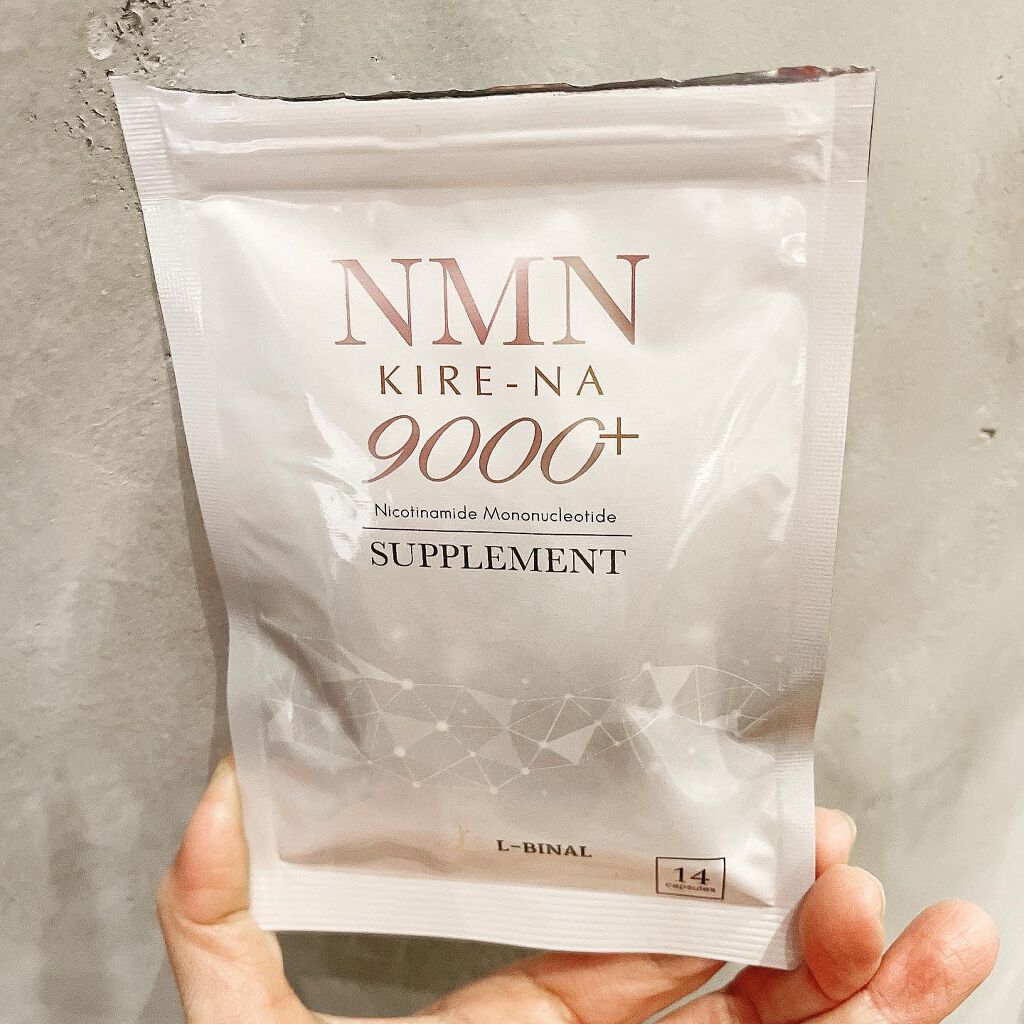 NMN
KIRE-NA
9000+
Nicotinamide Mononucleotide
SUPPLEMENT
L-BINAL
14
capsules